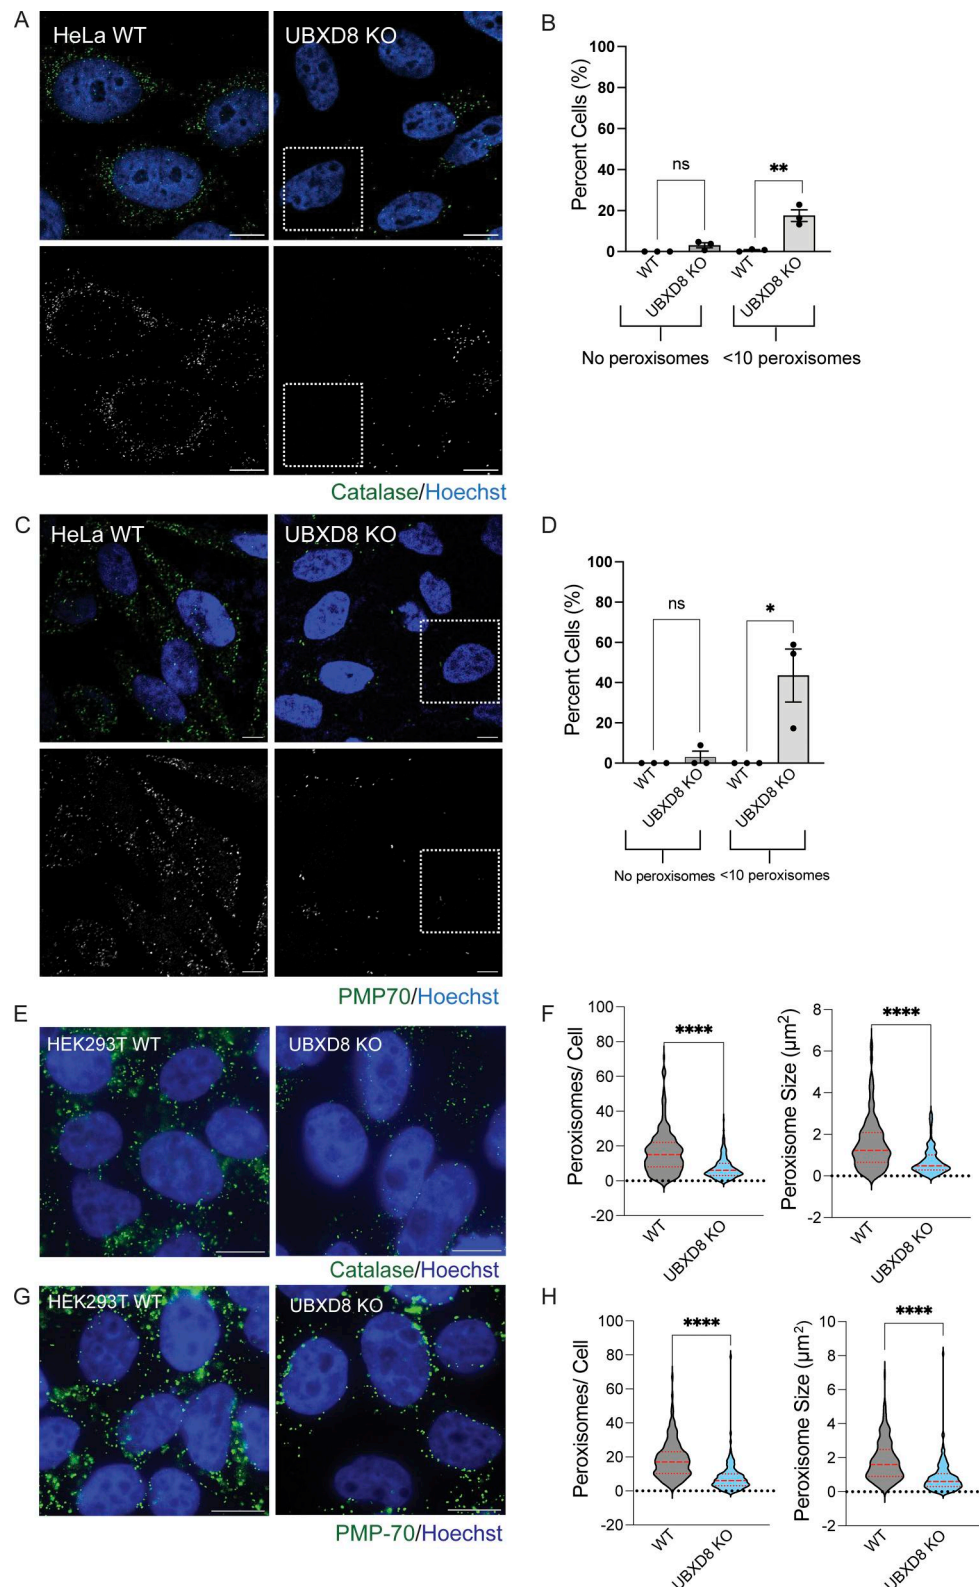 A
HeLa WT
UBXD8 KO
Catalase/Hoechst
B
Percent Cells (%)
100
80
60
40
20
0
ns
**
WT
UBXD8 KO
WT
UBXD8 KO
No peroxisomes
<10 peroxisomes
C
HeLa WT
UBXD8 KO
PMP70/Hoechst
D
Percent Cells (%)
100
80
60
40
20
0
ns
*
WT
UBXD8 KO
WT
UBXD8 KO
No peroxisomes
<10 peroxisomes
E
HEK293T WT
UBXD8 KO
Catalase/Hoechst
F
Peroxisomes/ Cell
100
80
60
40
20
0
-20
****
WT
UBXD8 KO
Peroxisome Size (µm²)
8
6
4
2
0
-2
****
WT
UBXD8 KO
G
HEK293T WT
UBXD8 KO
PMP-70/Hoechst
H
Peroxisomes/ Cell
100
80
60
40
20
0
-20
****
WT
UBXD8 KO
Peroxisome Size (µm²)
10
8
6
4
2
0
-2
****
WT
UBXD8 KO